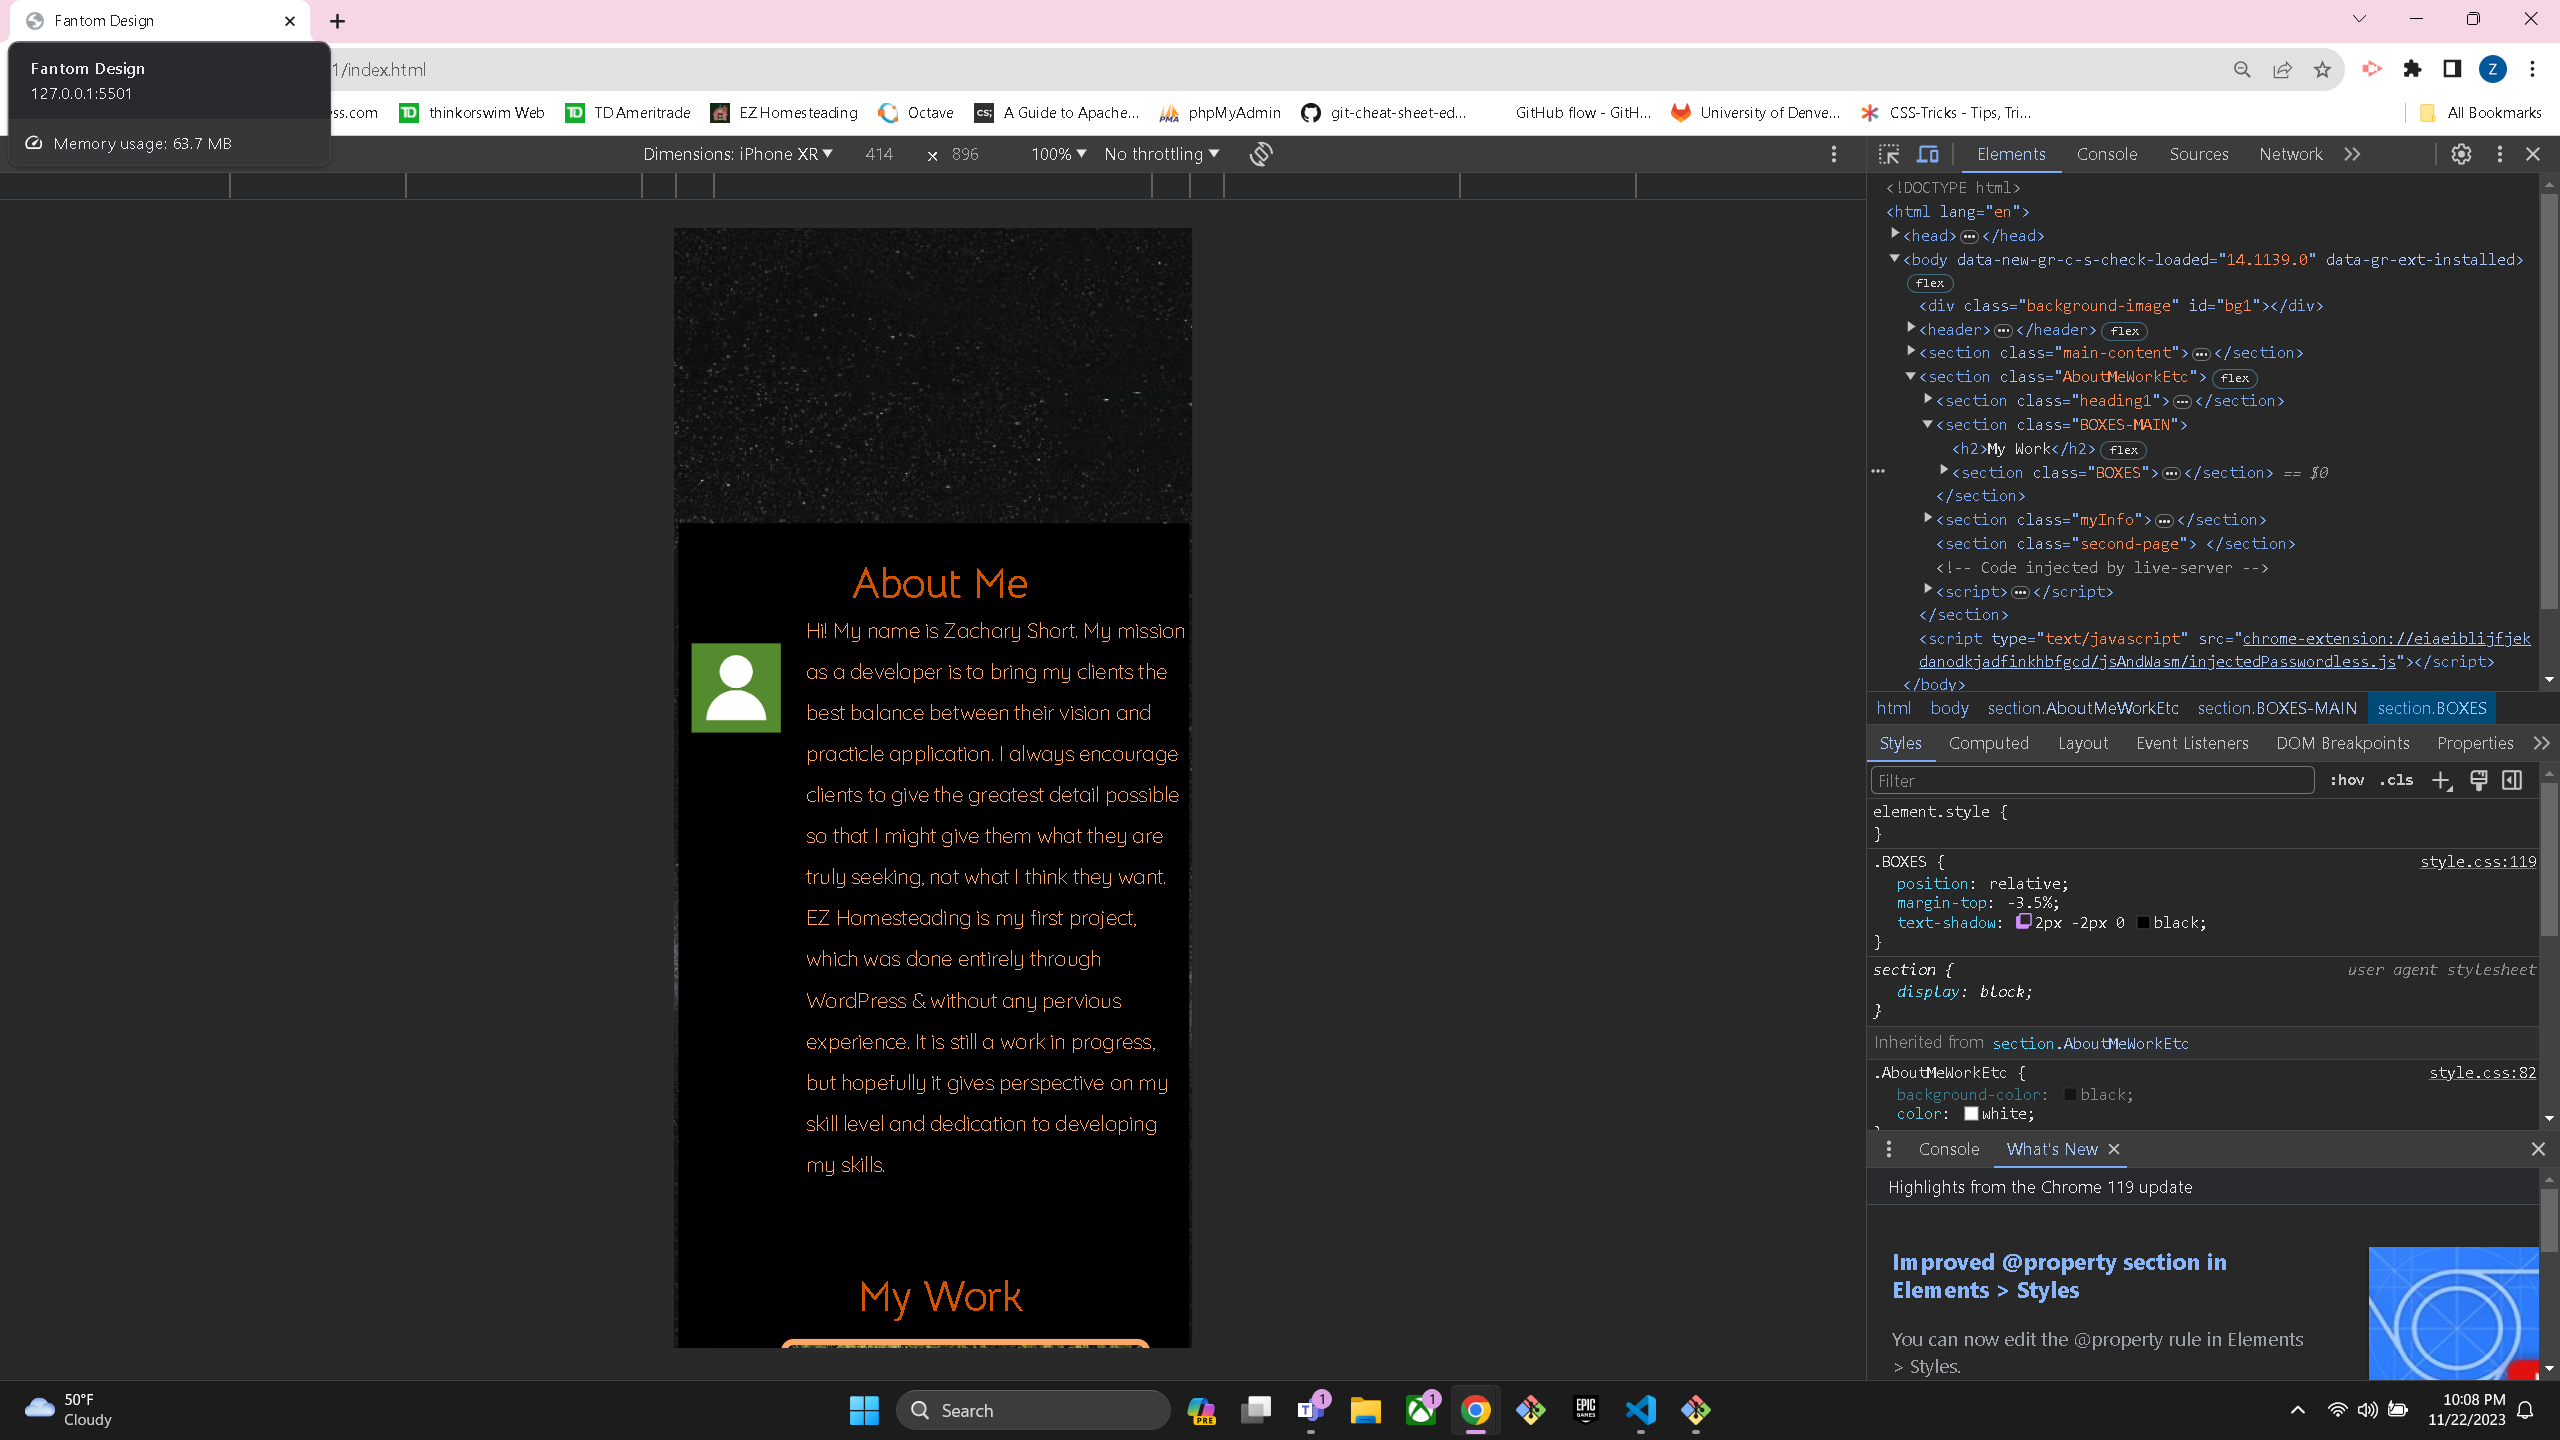 Fantom Design
Fantom Design
127.0.0.1:5501
Memory usage: 63.7 MB
1/index.html
Z
ess.com
thinkorswim Web
TD Ameritrade
EZ Homesteading
Octave
A Guide to Apache...
phpMyAdmin
git-cheat-sheet-ed...
GitHub flow - GitH...
University of Denve...
CSS-Tricks - Tips, Tri...
All Bookmarks
Dimensions: iPhone XR 414 × 896 100% No throttling
Elements Console Sources Network
<!DOCTYPE html>
<html lang="en">
<head>…</head>
<body data-new-gr-c-s-check-loaded="14.1139.0" data-gr-ext-installed>
flex
<div class="background-image" id="bg1"></div>
<header>…</header> flex
<section class="main-content">…</section>
<section class="AboutMeWorkEtc"> flex
<section class="heading1">…</section>
<section class="BOXES-MAIN">
<h2>My Work</h2> flex
<section class="BOXES">…</section> == $0
</section>
<section class="myInfo">…</section>
<section class="second-page"> </section>
<!-- Code injected by live-server -->
<script>…</script>
</section>
<script type="text/javascript" src="chrome-extension://eiaeiblijfjek
danodkjadfinkhbfgcd/jsAndWasm/injectedPasswordless.js"></script>
</body>
html body section.AboutMeWorkEtc section.BOXES-MAIN section.BOXES
Styles Computed Layout Event Listeners DOM Breakpoints Properties
Filter :hov .cls
element.style {
}
.BOXES { style.css:119
position: relative;
margin-top: -3.5%;
text-shadow: 2px -2px 0 black;
}
section { user agent stylesheet
display: block;
}
Inherited from section.AboutMeWorkEtc
.AboutMeWorkEtc { style.css:82
background-color: black;
color: white;
Console What's New
Highlights from the Chrome 119 update
Improved @property section in
Elements > Styles
You can now edit the @property rule in Elements
> Styles.
About Me
Hi! My name is Zachary Short. My mission
as a developer is to bring my clients the
best balance between their vision and
practicle application. I always encourage
clients to give the greatest detail possible
so that I might give them what they are
truly seeking, not what I think they want.
EZ Homesteading is my first project,
which was done entirely through
WordPress & without any pervious
experience. It is still a work in progress,
but hopefully it gives perspective on my
skill level and dedication to developing
my skills.
My Work
50°F
Cloudy
Search
PRE
1
1
EPIC
GAMES
10:08 PM
11/22/2023